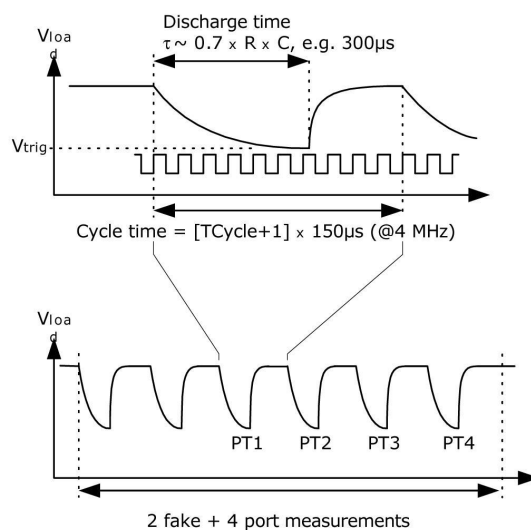 Discharge time
τ ~ 0.7 x R x C, e.g. 300µs
Vloa
d
Vtrig
Cycle time = [TCycle+1] x 150µs (@4 MHz)
Vloa
d
PT1 PT2 PT3 PT4
2 fake + 4 port measurements